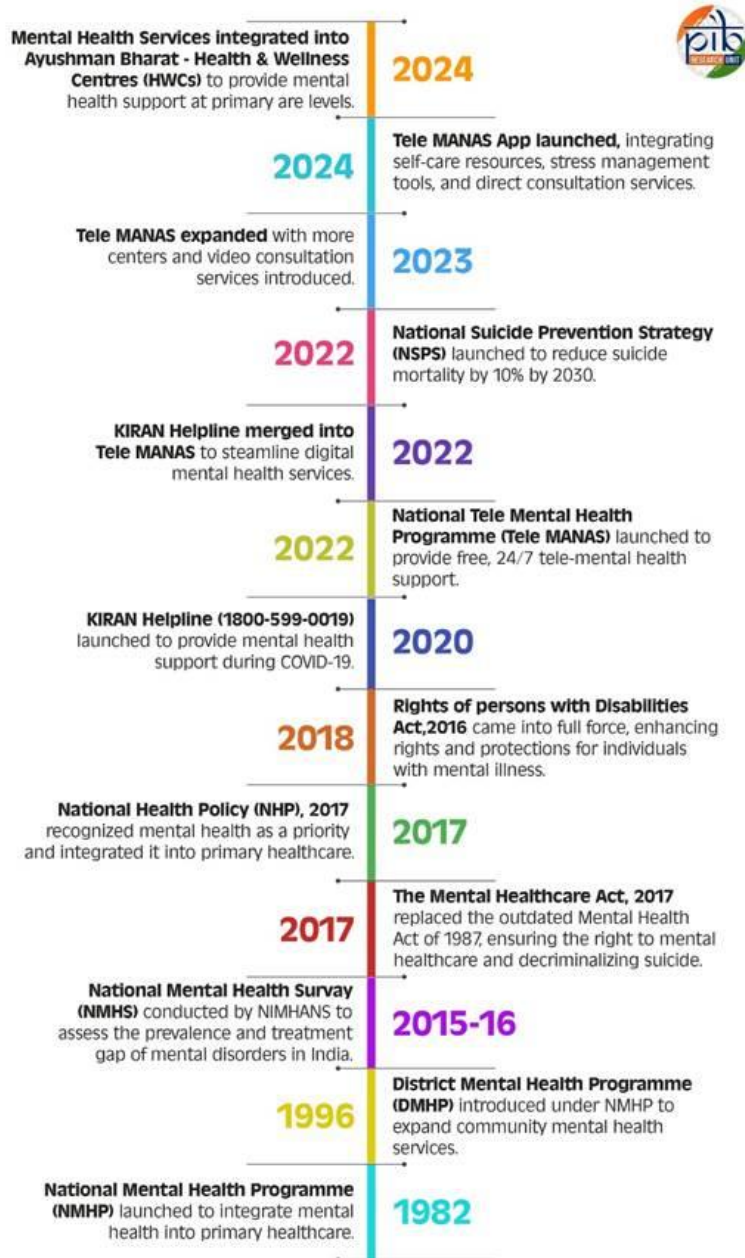 pib
RESEARCH UNIT
Mental Health Services integrated into
Ayushman Bharat - Health & Wellness
Centres (HWCs) to provide mental
health support at primary are levels.
2024
2024
Tele MANAS App launched, integrating
self-care resources, stress management
tools, and direct consultation services.
Tele MANAS expanded with more
centers and video consultation
services introduced.
2023
2022
National Suicide Prevention Strategy
(NSPS) launched to reduce suicide
mortality by 10% by 2030.
KIRAN Helpline merged into
Tele MANAS to steamline digital
mental health services.
2022
2022
National Tele Mental Health
Programme (Tele MANAS) launched to
provide free, 24/7 tele-mental health
support.
KIRAN Helpline (1800-599-0019)
launched to provide mental health
support during COVID-19.
2020
2018
Rights of persons with Disabilities
Act,2016 came into full force, enhancing
rights and protections for individuals
with mental illness.
National Health Policy (NHP), 2017
recognized mental health as a priority
and integrated it into primary healthcare.
2017
2017
The Mental Healthcare Act, 2017
replaced the outdated Mental Health
Act of 1987, ensuring the right to mental
healthcare and decriminalizing suicide.
National Mental Health Survay
(NMHS) conducted by NIMHANS to
assess the prevalence and treatment
gap of mental disorders in India.
2015-16
1996
District Mental Health Programme
(DMHP) introduced under NMHP to
expand community mental health
services.
National Mental Health Programme
(NMHP) launched to integrate mental
health into primary healthcare.
1982